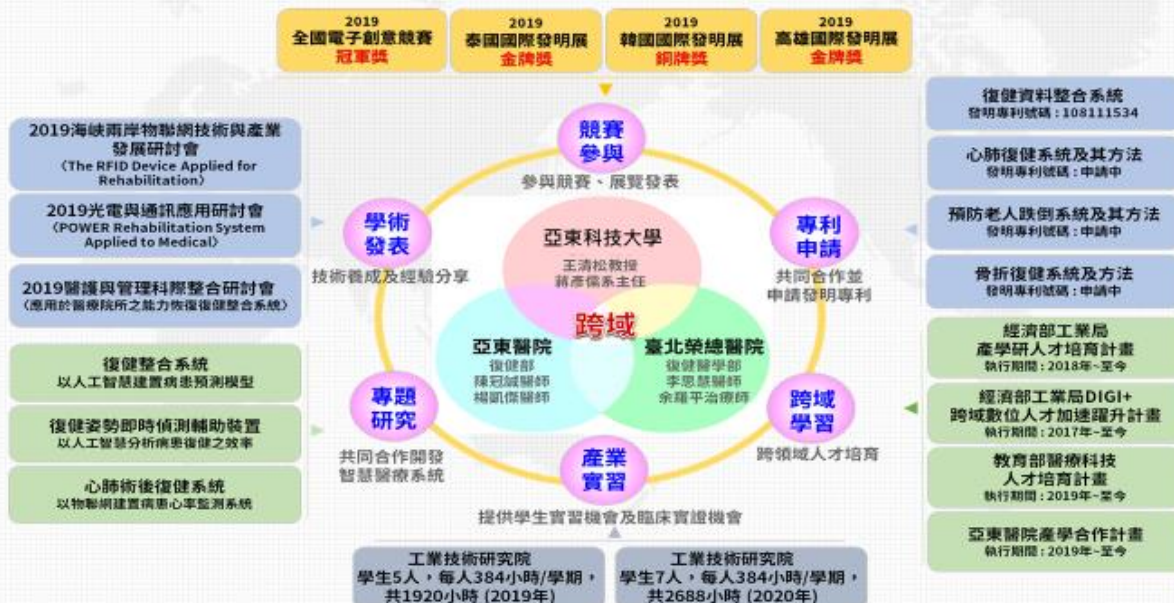 2019
全國電子創意競賽
冠軍獎
2019
泰國國際發明展
金牌獎
2019
韓國國際發明展
銅牌獎
2019
高雄國際發明展
金牌獎
2019海峽兩岸物聯網技術與產業
發展研討會
(The RFID Device Applied for
Rehabilitation)
2019光電與通訊應用研討會
(POWER Rehabilitation System
Applied to Medical)
2019醫護與管理科際整合研討會
(應用於醫療院所之能力恢復復健整合系統)
復健整合系統
以人工智慧建置病患預測模型
復健姿勢即時偵測輔助裝置
以人工智慧分析病患復健之效率
心肺術後復健系統
以物聯網建置病患心率監測系統
競賽
參與
參與競賽、展覽發表
學術
發表
技術養成及經驗分享
專利
申請
共同合作並
申請發明專利
亞東科技大學
王清松教授
蔣彥儒系主任
跨域
亞東醫院
復健部
陳冠誠醫師
楊凱傑醫師
臺北榮總醫院
復健醫學部
李思慧醫師
余羅平治療師
專題
研究
共同合作開發
智慧醫療系統
跨域
學習
跨領域人才培育
產業
實習
提供學生實習機會及臨床實證機會
復健資料整合系統
發明專利號碼:108111534
心肺復健系統及其方法
發明專利號碼:申請中
預防老人跌倒系統及其方法
發明專利號碼:申請中
骨折復健系統及方法
發明專利號碼:申請中
經濟部工業局
產學研人才培育計畫
執行期間:2018年~至今
經濟部工業局DIGI+
跨域數位人才加速躍升計畫
執行期間:2017年~至今
教育部醫療科技
人才培育計畫
執行期間:2019年~至今
亞東醫院產學合作計畫
執行期間:2019年~至今
工業技術研究院
學生5人,每人384小時/學期,
共1920小時 (2019年)
工業技術研究院
學生7人,每人384小時/學期,
共2688小時 (2020年)